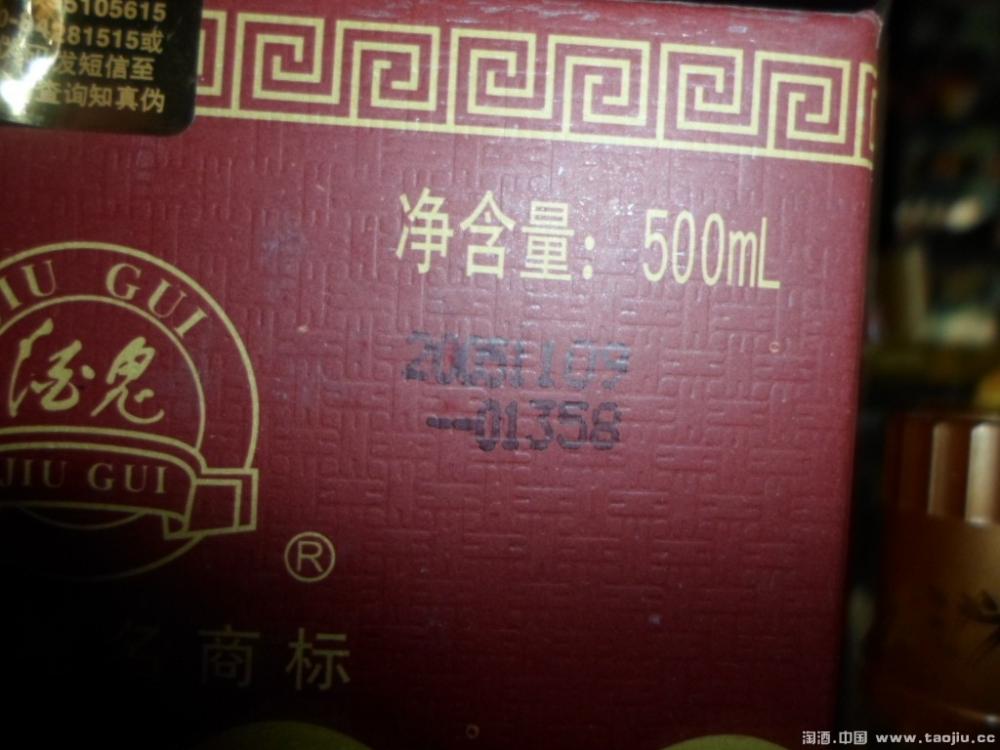 5105615
281515或
发短信至
查询知真伪
净含量：500mL
JIU GUI
酒鬼
JIU GUI
®
-01358
名商标
淘酒.中国 www.taojiu.cc